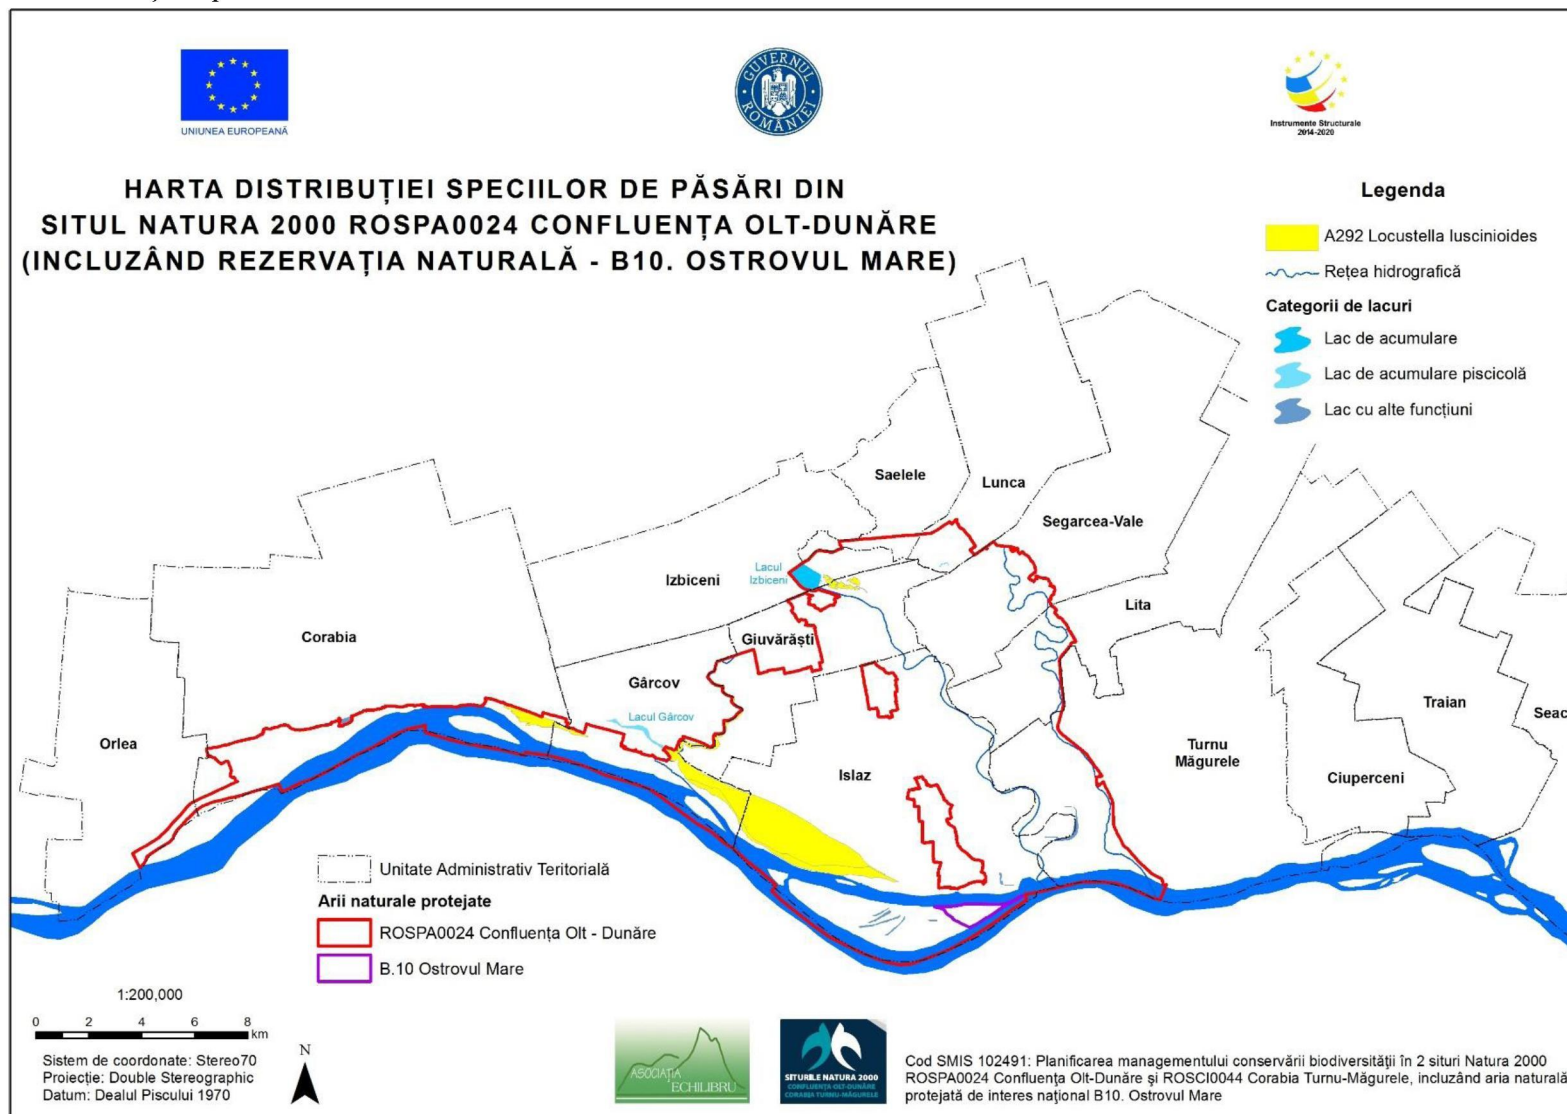 UNIUNEA EUROPEANĂ
GUVERNUL ROMÂNIEI
Instrumente Structurale
2014-2020
HARTA DISTRIBUȚIEI SPECIILOR DE PĂSĂRI DIN
SITUL NATURA 2000 ROSPA0024 CONFLUENȚA OLT-DUNĂRE
(INCLUZÂND REZERVAȚIA NATURALĂ - B10. OSTROVUL MARE)
Legenda
A292 Locustella luscinioides
Rețea hidrografică
Categorii de lacuri
Lac de acumulare
Lac de acumulare piscicolă
Lac cu alte funcțiuni
Saelele
Lunca
Segarcea-Vale
Izbiceni
Lacul
Izbiceni
Lita
Corabia
Giuvărăști
Gârcov
Lacul Gârcov
Traian
Seac
Orlea
Turnu
Măgurele
Islaz
Ciuperceni
Unitate Administrativ Teritorială
Arii naturale protejate
ROSPA0024 Confluența Olt - Dunăre
B.10 Ostrovul Mare
1:200,000
0 2 4 6 8
km
Sistem de coordonate: Stereo70
Proiecție: Double Stereographic
Datum: Dealul Piscului 1970
N
ASOCIAȚIA
ECHILIBRU
SITURILE NATURA 2000
CONFLUENȚA OLT-DUNĂRE
CORABIA TURNU-MĂGURELE
Cod SMIS 102491: Planificarea managementului conservării biodiversității în 2 situri Natura 2000
ROSPA0024 Confluența Olt-Dunăre și ROSCI0044 Corabia Turnu-Măgurele, incluzând aria naturală
protejată de interes național B10. Ostrovul Mare